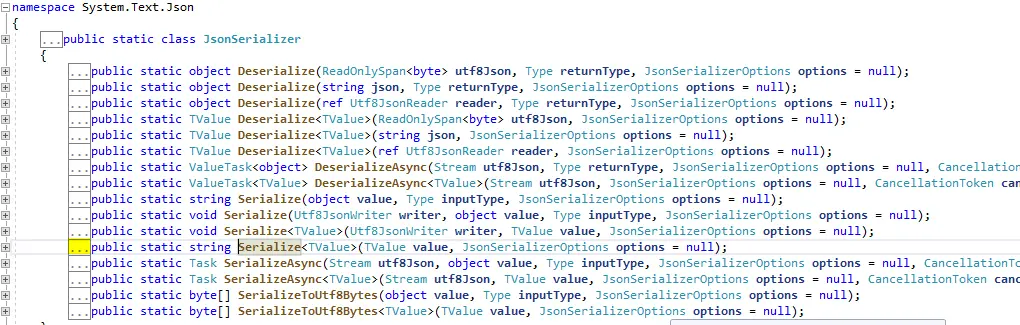 namespace System.Text.Json
{
...public static class JsonSerializer
{
...public static object Deserialize(ReadOnlySpan<byte> utf8Json, Type returnType, JsonSerializerOptions options = null);
...public static object Deserialize(string json, Type returnType, JsonSerializerOptions options = null);
...public static object Deserialize(ref Utf8JsonReader reader, Type returnType, JsonSerializerOptions options = null);
...public static TValue Deserialize<TValue>(ReadOnlySpan<byte> utf8Json, JsonSerializerOptions options = null);
...public static TValue Deserialize<TValue>(string json, JsonSerializerOptions options = null);
...public static TValue Deserialize<TValue>(ref Utf8JsonReader reader, JsonSerializerOptions options = null);
...public static ValueTask<object> DeserializeAsync(Stream utf8Json, Type returnType, JsonSerializerOptions options = null, Cancellation
...public static ValueTask<TValue> DeserializeAsync<TValue>(Stream utf8Json, JsonSerializerOptions options = null, CancellationToken can
...public static string Serialize(object value, Type inputType, JsonSerializerOptions options = null);
...public static void Serialize(Utf8JsonWriter writer, object value, Type inputType, JsonSerializerOptions options = null);
...public static void Serialize<TValue>(Utf8JsonWriter writer, TValue value, JsonSerializerOptions options = null);
...public static string Serialize<TValue>(TValue value, JsonSerializerOptions options = null);
...public static Task SerializeAsync(Stream utf8Json, object value, Type inputType, JsonSerializerOptions options = null, CancellationTo
...public static Task SerializeAsync<TValue>(Stream utf8Json, TValue value, JsonSerializerOptions options = null, CancellationToken canc
...public static byte[] SerializeToUtf8Bytes(object value, Type inputType, JsonSerializerOptions options = null);
...public static byte[] SerializeToUtf8Bytes<TValue>(TValue value, JsonSerializerOptions options = null);